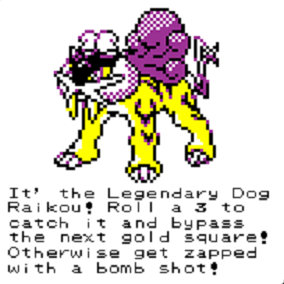 It' the Legendary Dog
Raikou! Roll a 3 to
catch it and bypass
the next gold square!
Otherwise get zapped
with a bomb shot!